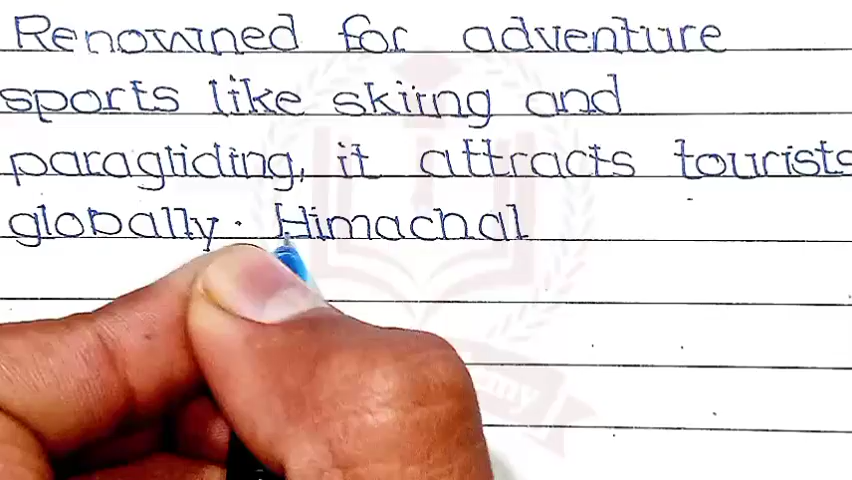 Renowned for adventure
sports like skiing and
paragliding, it attracts tourists
globally. Himachal